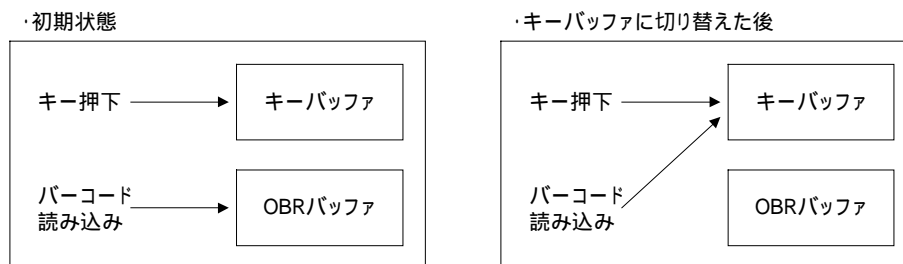 ・初期状態
キー押下
キーバッファ
バーコード
読み込み
OBRバッファ
・キーバッファに切り替えた後
キー押下
キーバッファ
バーコード
読み込み
OBRバッファ